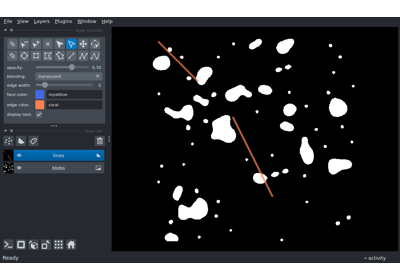 File View Layers Plugins Window Help
opacity: 0.70
blending: translucent
edge width: 5
face color: royalblue
edge color: coral
display text: ✓
lines
blobs
Ready
activity